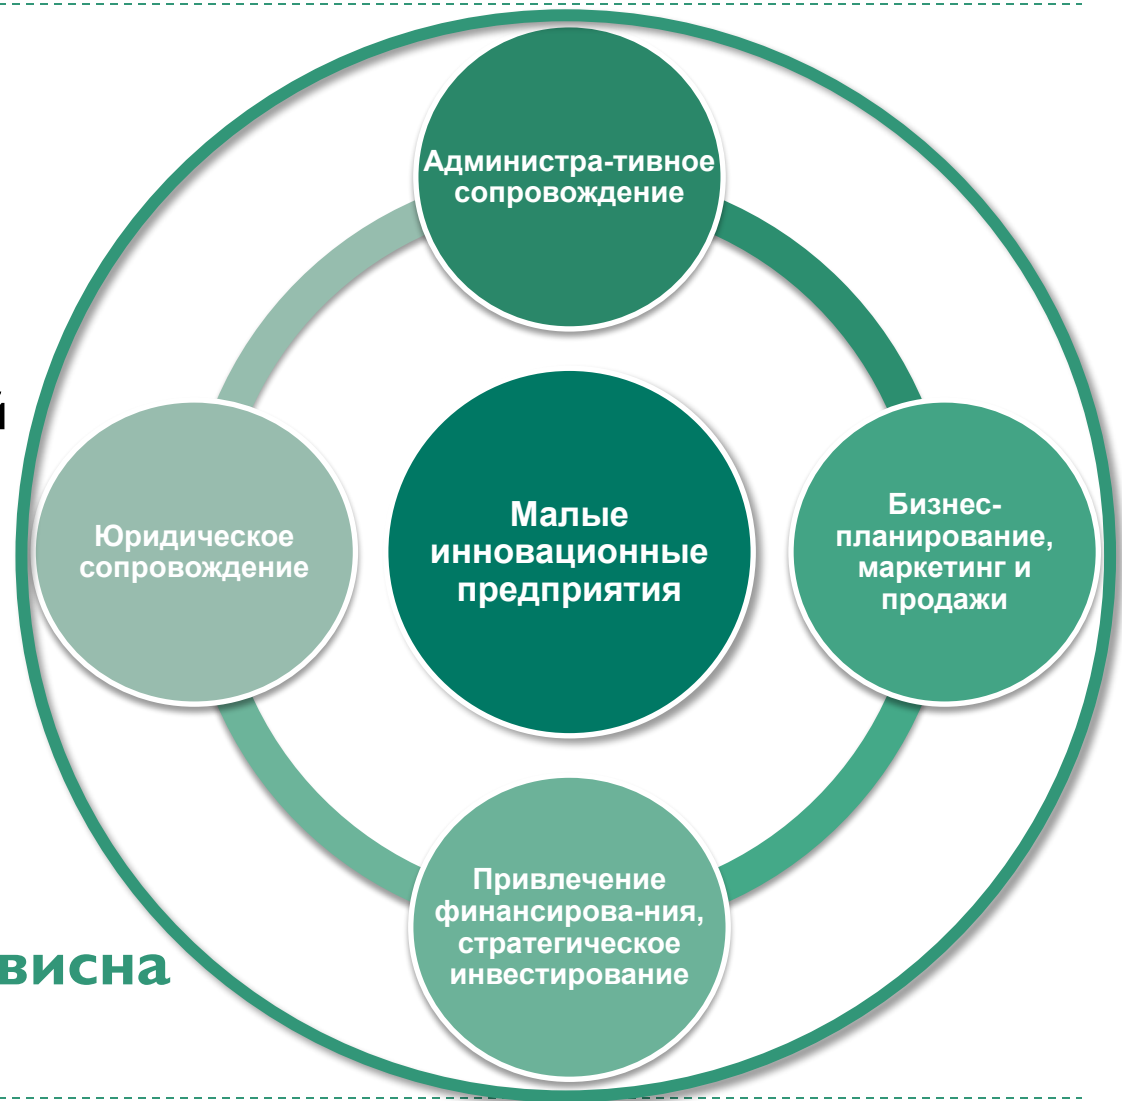 Администра-тивное
сопровождение
й
Юридическое
сопровождение
Малые
инновационные
предприятия
Бизнес-
планирование,
маркетинг и
продажи
Привлечение
финансирова-ния,
стратегическое
инвестирование
висна